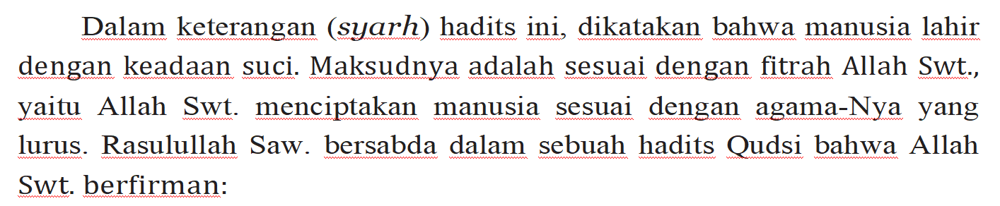 Dalam keterangan (syarh) hadits ini, dikatakan bahwa manusia lahir
dengan keadaan suci. Maksudnya adalah sesuai dengan fitrah Allah Swt.,
yaitu Allah Swt. menciptakan manusia sesuai dengan agama-Nya yang
lurus. Rasulullah Saw. bersabda dalam sebuah hadits Qudsi bahwa Allah
Swt. berfirman: